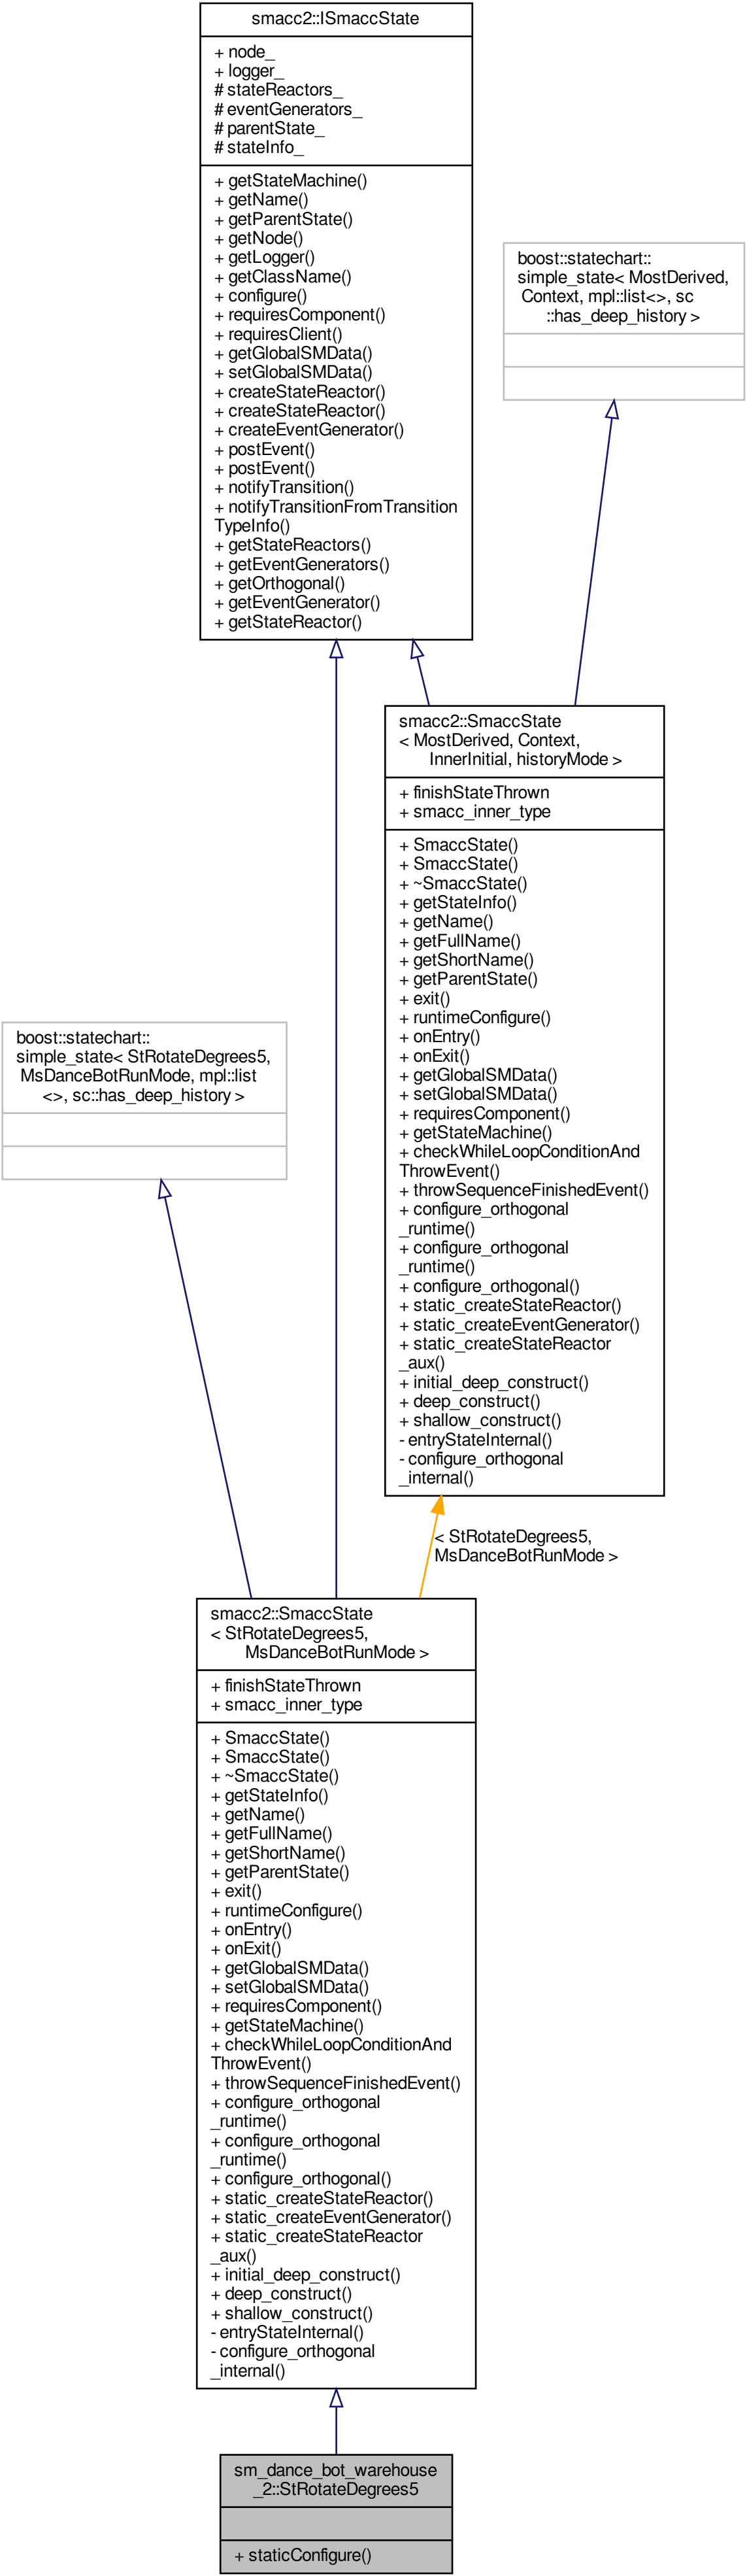 smacc2::ISmaccState
+ node_
+ logger_
# stateReactors_
# eventGenerators_
# parentState_
# stateInfo_
+ getStateMachine()
+ getName()
+ getParentState()
+ getNode()
+ getLogger()
+ getClassName()
+ configure()
+ requiresComponent()
+ requiresClient()
+ getGlobalSMData()
+ setGlobalSMData()
+ createStateReactor()
+ createStateReactor()
+ createEventGenerator()
+ postEvent()
+ postEvent()
+ notifyTransition()
+ notifyTransitionFromTransition
TypeInfo()
+ getStateReactors()
+ getEventGenerators()
+ getOrthogonal()
+ getEventGenerator()
+ getStateReactor()
boost::statechart::
simple_state< MostDerived,
Context, mpl::list<>, sc
::has_deep_history >
smacc2::SmaccState
< MostDerived, Context,
InnerInitial, historyMode >
+ finishStateThrown
+ smacc_inner_type
+ SmaccState()
+ SmaccState()
+ ~SmaccState()
+ getStateInfo()
+ getName()
+ getFullName()
+ getShortName()
+ getParentState()
+ exit()
+ runtimeConfigure()
+ onEntry()
+ onExit()
+ getGlobalSMData()
+ setGlobalSMData()
+ requiresComponent()
+ getStateMachine()
+ checkWhileLoopConditionAnd
ThrowEvent()
+ throwSequenceFinishedEvent()
+ configure_orthogonal
_runtime()
+ configure_orthogonal
_runtime()
+ configure_orthogonal()
+ static_createStateReactor()
+ static_createEventGenerator()
+ static_createStateReactor
_aux()
+ initial_deep_construct()
+ deep_construct()
+ shallow_construct()
- entryStateInternal()
- configure_orthogonal
_internal()
boost::statechart::
simple_state< StRotateDegrees5,
MsDanceBotRunMode, mpl::list
<>, sc::has_deep_history >
< StRotateDegrees5,
MsDanceBotRunMode >
smacc2::SmaccState
< StRotateDegrees5,
MsDanceBotRunMode >
+ finishStateThrown
+ smacc_inner_type
+ SmaccState()
+ SmaccState()
+ ~SmaccState()
+ getStateInfo()
+ getName()
+ getFullName()
+ getShortName()
+ getParentState()
+ exit()
+ runtimeConfigure()
+ onEntry()
+ onExit()
+ getGlobalSMData()
+ setGlobalSMData()
+ requiresComponent()
+ getStateMachine()
+ checkWhileLoopConditionAnd
ThrowEvent()
+ throwSequenceFinishedEvent()
+ configure_orthogonal
_runtime()
+ configure_orthogonal
_runtime()
+ configure_orthogonal()
+ static_createStateReactor()
+ static_createEventGenerator()
+ static_createStateReactor
_aux()
+ initial_deep_construct()
+ deep_construct()
+ shallow_construct()
- entryStateInternal()
- configure_orthogonal
_internal()
sm_dance_bot_warehouse
_2::StRotateDegrees5
+ staticConfigure()